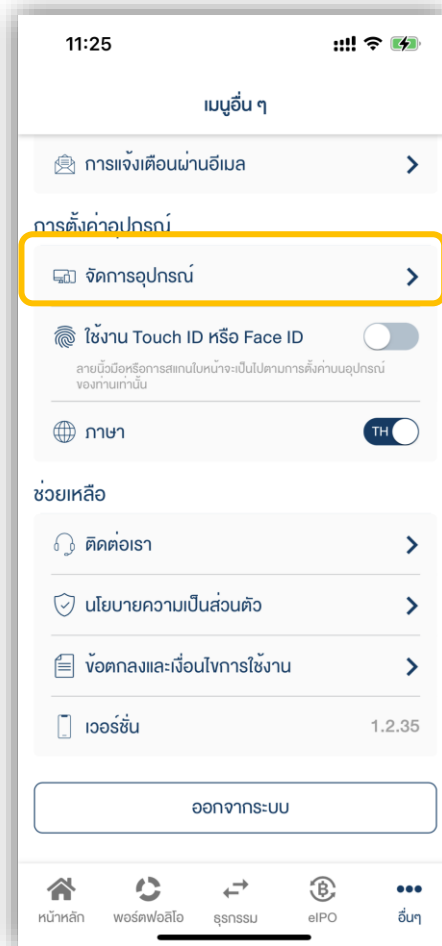 11:25
เมนูอื่น ๆ
การแจ้งเตือนผ่านอีเมล
การตั้งค่าอุปกรณ์
จัดการอุปกรณ์
ใช้งาน Touch ID หรือ Face ID
ลายนิ้วมือหรือการสแกนใบหน้าจะเป็นไปตามการตั้งค่าบนอุปกรณ์
ของท่านเท่านั้น
ภาษา TH
ช่วยเหลือ
ติดต่อเรา
นโยบายความเป็นส่วนตัว
ข้อตกลงและเงื่อนไขการใช้งาน
เวอร์ชั่น 1.2.35
ออกจากระบบ
หน้าหลัก พอร์ตฟอลิโอ ธุรกรรม eIPO อื่นๆ